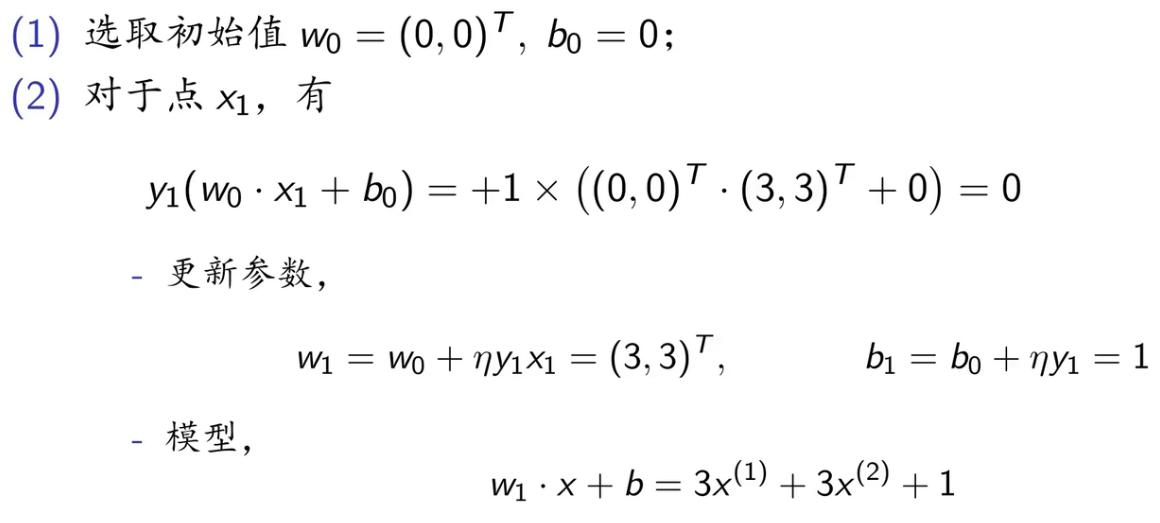 (1) 选取初始值 w₀ = (0, 0)ᵀ, b₀ = 0;
(2) 对于点 x₁, 有
y₁(w₀ · x₁ + b₀) = +1 × ((0, 0)ᵀ · (3, 3)ᵀ + 0) = 0
- 更新参数,
w₁ = w₀ + ηy₁x₁ = (3, 3)ᵀ, b₁ = b₀ + ηy₁ = 1
- 模型,
w₁ · x + b = 3x⁽¹⁾ + 3x⁽²⁾ + 1